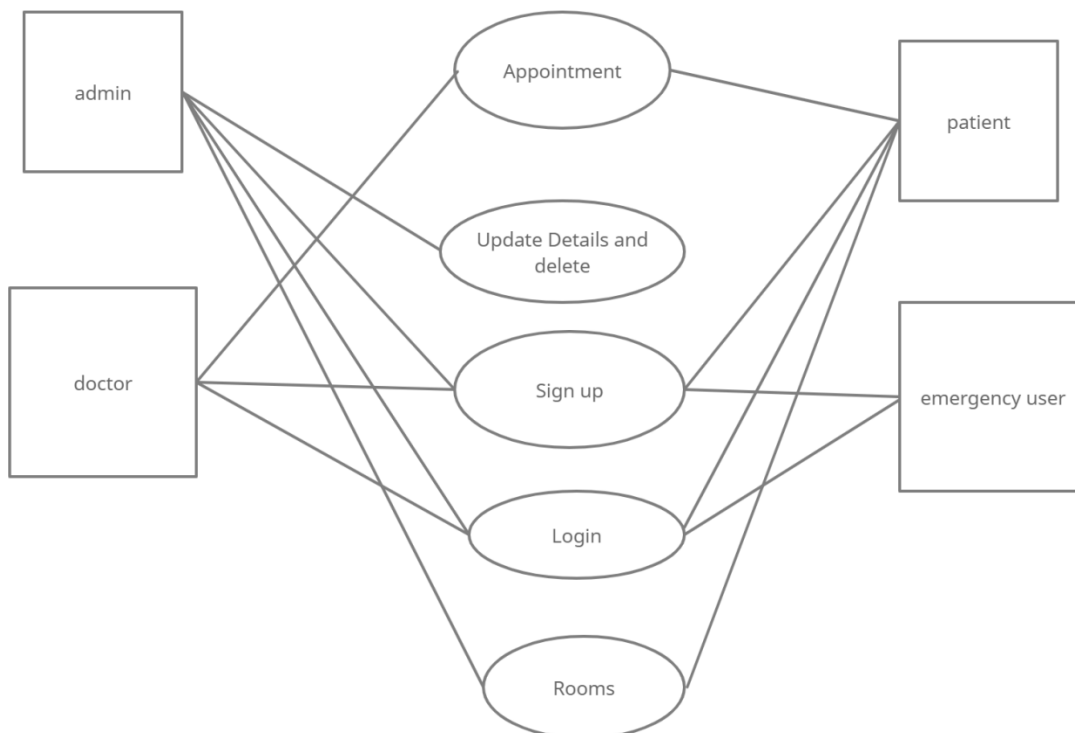 admin
Appointment
patient
Update Details and
delete
doctor
Sign up
emergency user
Login
Rooms